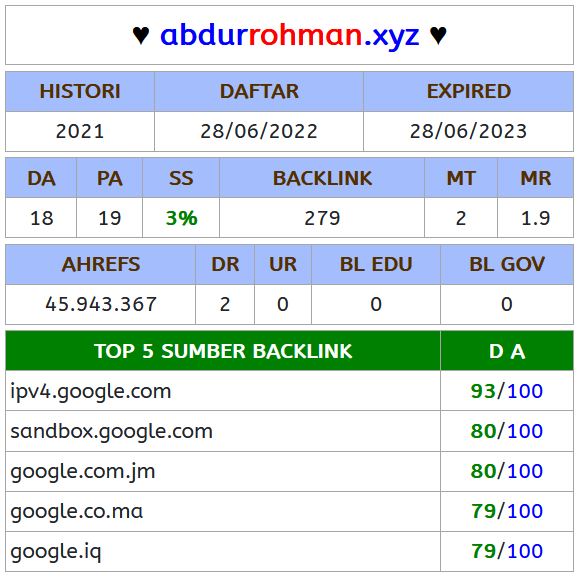 ♥ abdurrohman.xyz ♥
HISTORI DAFTAR EXPIRED
2021 28/06/2022 28/06/2023
DA PA SS BACKLINK MT MR
18 19 3% 279 2 1.9
AHREFS DR UR BL EDU BL GOV
45.943.367 2 0 0 0
TOP 5 SUMBER BACKLINK D A
ipv4.google.com 93/100
sandbox.google.com 80/100
google.com.jm 80/100
google.co.ma 79/100
google.iq 79/100